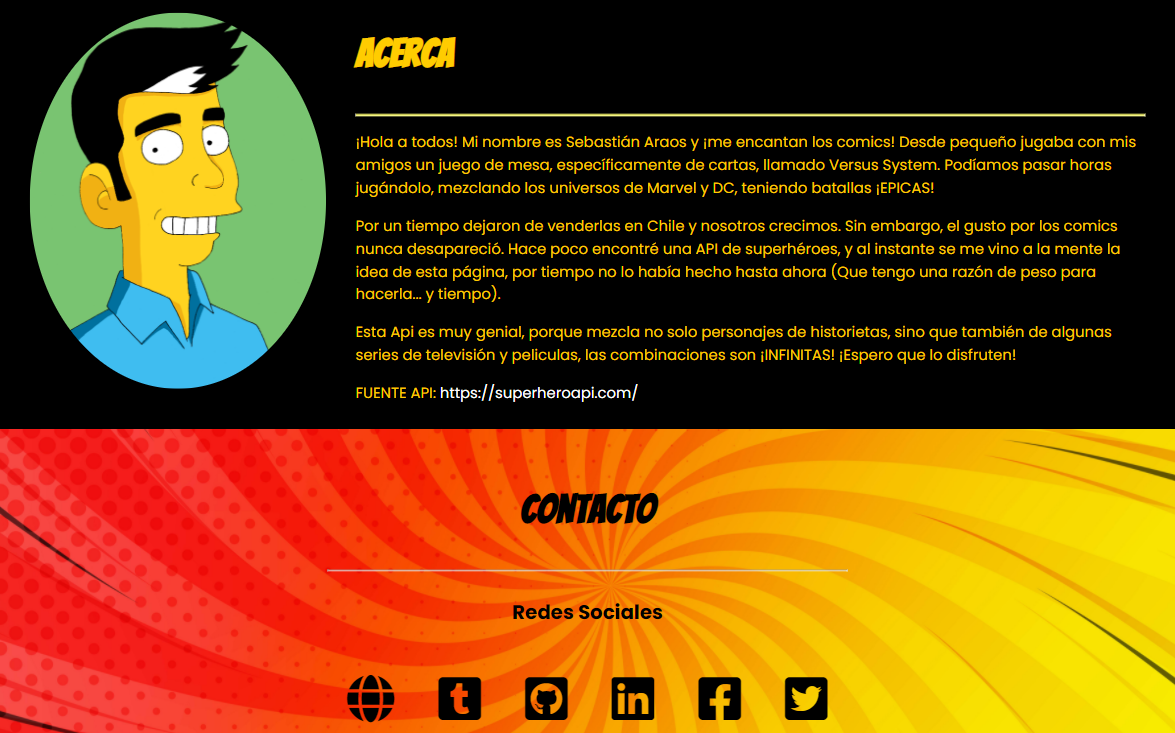 ACERCA
¡Hola a todos! Mi nombre es Sebastián Araos y ¡me encantan los comics! Desde pequeño jugaba con mis
amigos un juego de mesa, específicamente de cartas, llamado Versus System. Podíamos pasar horas
jugándolo, mezclando los universos de Marvel y DC, teniendo batallas ¡EPICAS!
Por un tiempo dejaron de venderlas en Chile y nosotros crecimos. Sin embargo, el gusto por los comics
nunca desapareció. Hace poco encontré una API de superhéroes, y al instante se me vino a la mente la
idea de esta página, por tiempo no lo había hecho hasta ahora (Que tengo una razón de peso para
hacerla... y tiempo).
Esta Api es muy genial, porque mezcla no solo personajes de historietas, sino que también de algunas
series de televisión y peliculas, las combinaciones son ¡INFINITAS! ¡Espero que lo disfruten!
FUENTE API: https://superheroapi.com/
CONTACTO
Redes Sociales